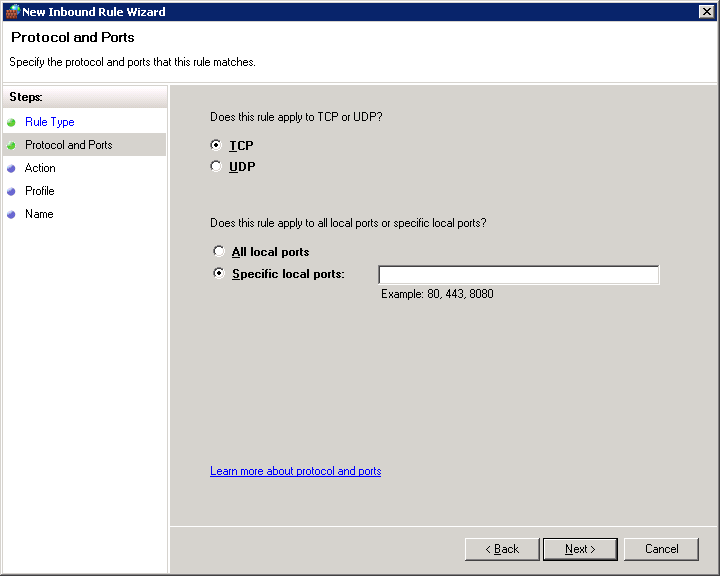 New Inbound Rule Wizard
Protocol and Ports
Specify the protocol and ports that this rule matches.
Steps:
Rule Type
Protocol and Ports
Action
Profile
Name
Does this rule apply to TCP or UDP?
TCP
UDP
Does this rule apply to all local ports or specific local ports?
All local ports
Specific local ports:
Example: 80, 443, 8080
Learn more about protocol and ports
< Back
Next >
Cancel